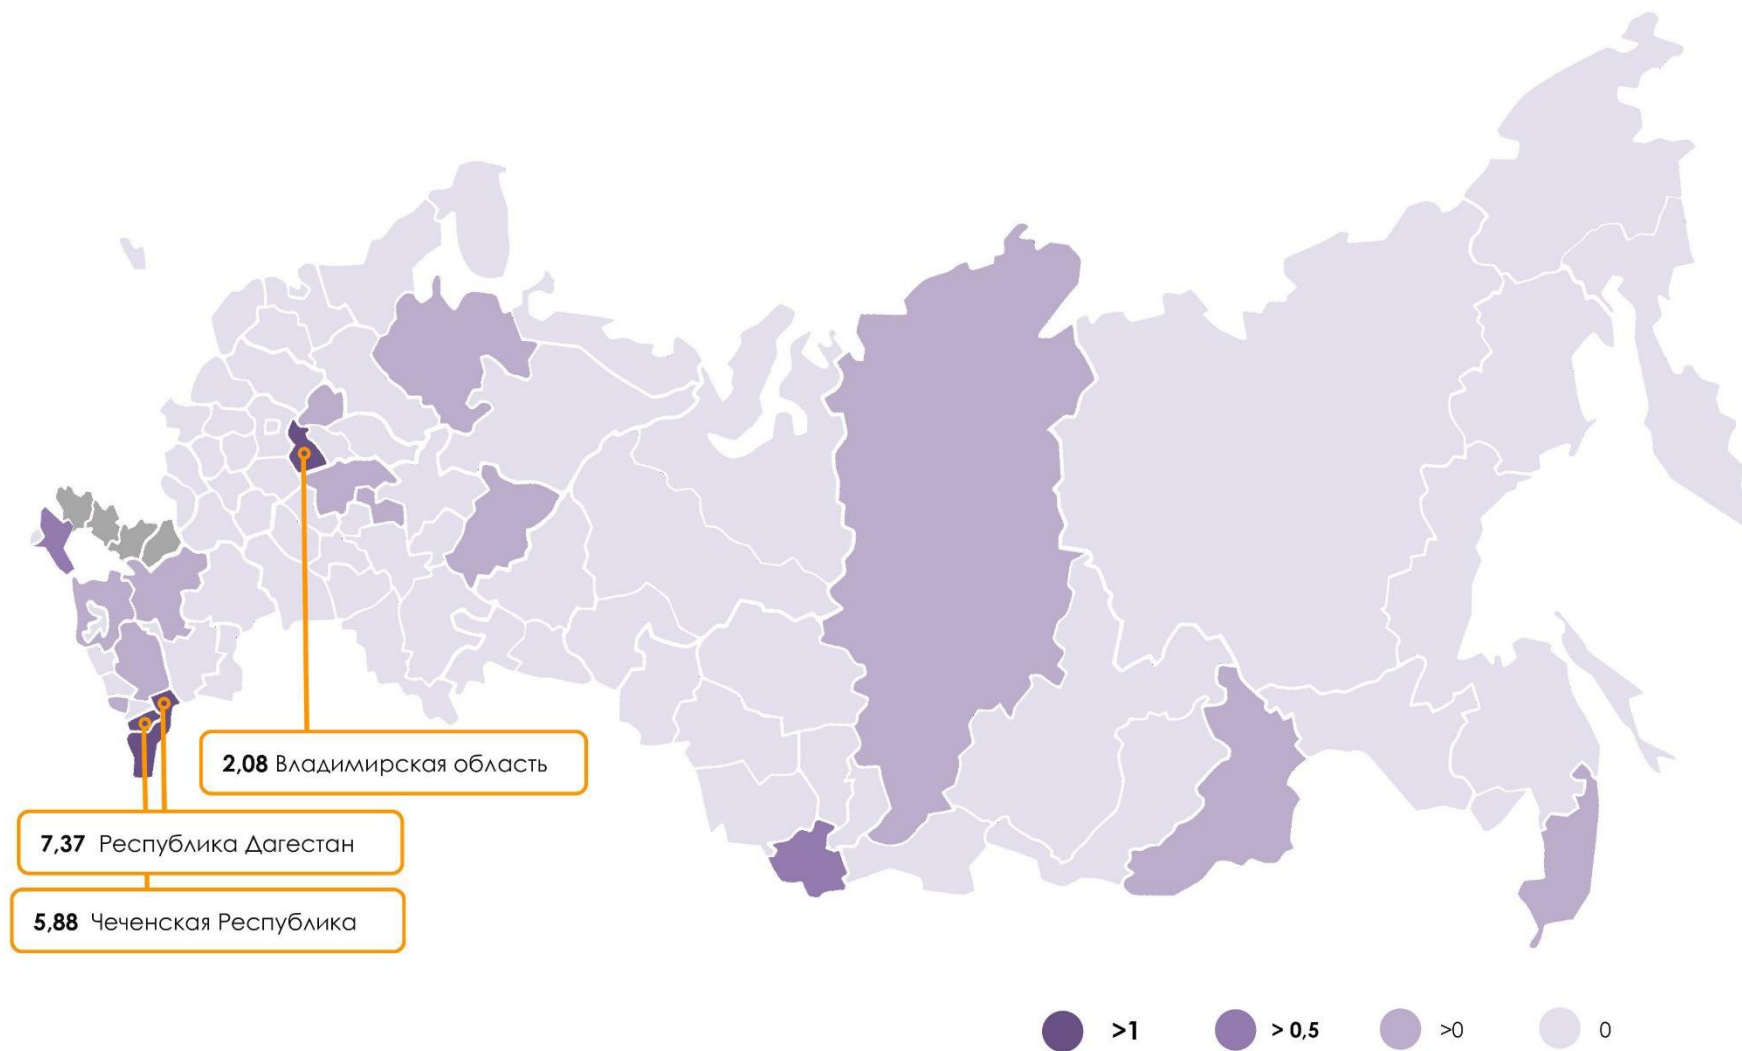 2,08 Владимирская область
7,37 Республика Дагестан
5,88 Чеченская Республика
>1 > 0,5 >0 0